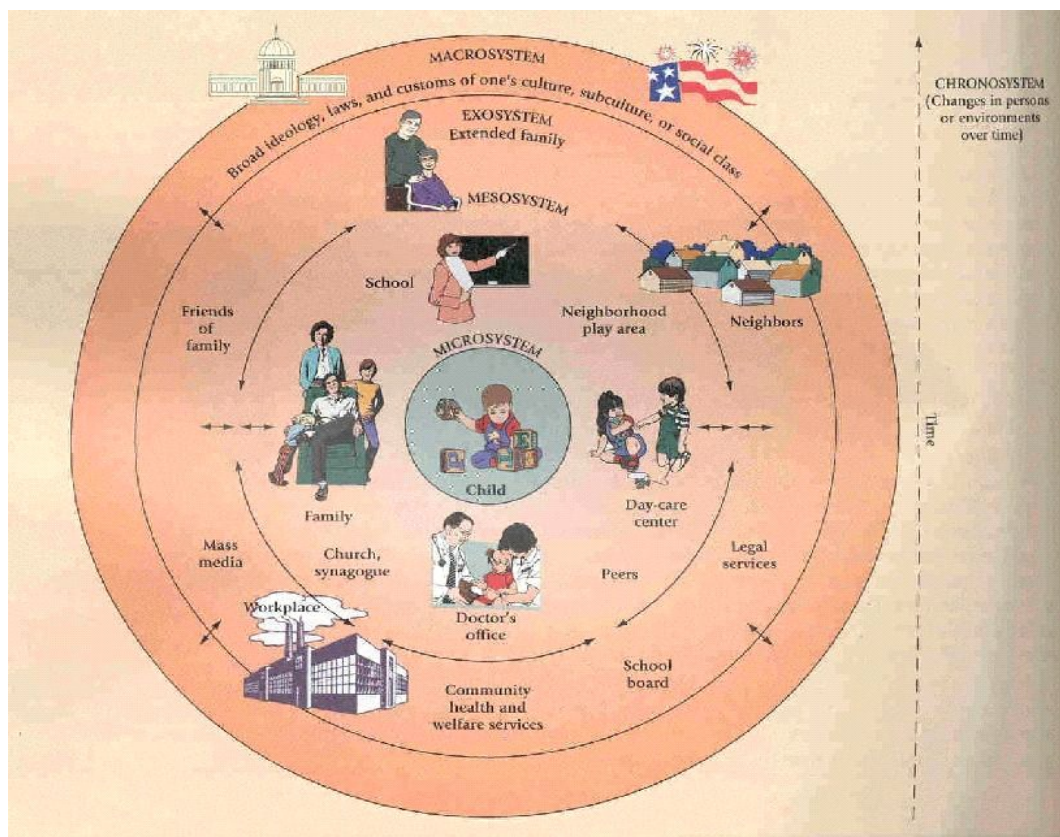 MACROSYSTEM
Broad ideology, laws, and customs of one's culture, subculture, or social class
CHRONOSYSTEM
(Changes in persons
or environments
over time)
EXOSYSTEM
Extended family
MESOSYSTEM
School
Neighborhood
play area
Neighbors
Friends
of
family
MICROSYSTEM
Child
Time
Family
Day-care
center
Mass
media
Church,
synagogue
Peers
Legal
services
Workplace
Doctor's
office
School
board
Community
health and
welfare services